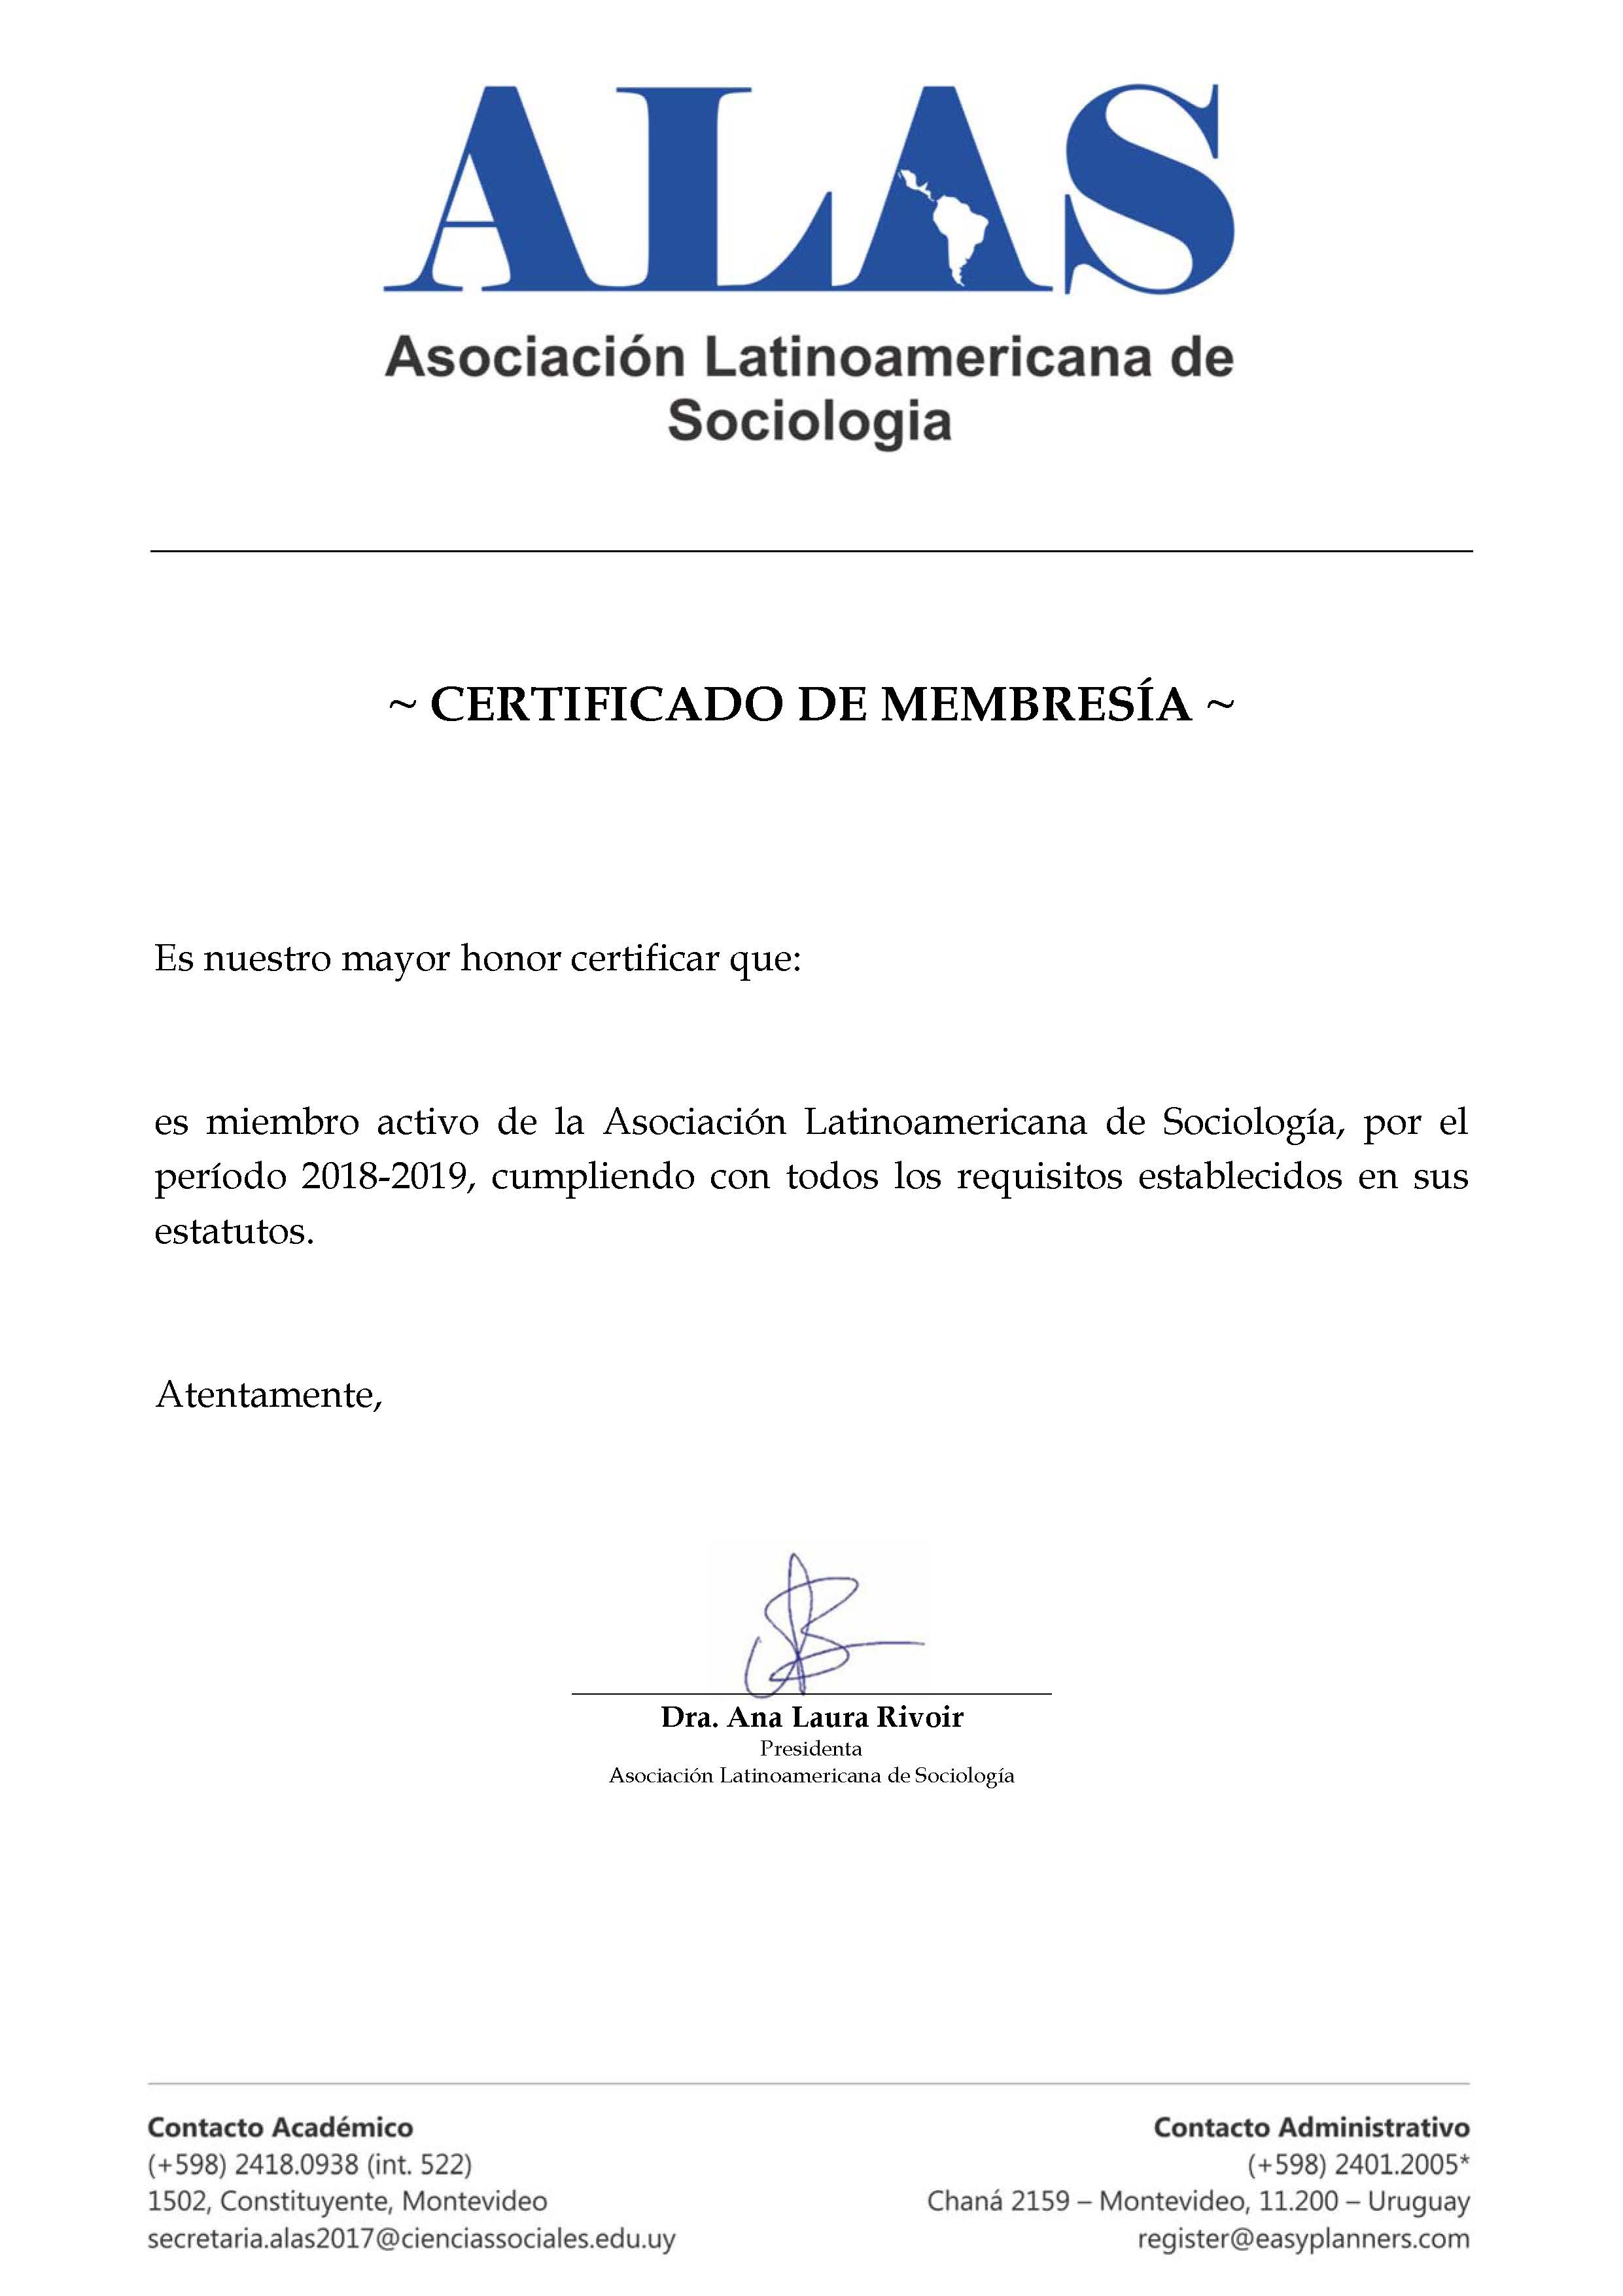 ALAS
Asociación Latinoamericana de
Sociologia
~ CERTIFICADO DE MEMBRESÍA ~
Es nuestro mayor honor certificar que:
es miembro activo de la Asociación Latinoamericana de Sociología, por el
período 2018-2019, cumpliendo con todos los requisitos establecidos en sus
estatutos.
Atentamente,
Dra. Ana Laura Rivoir
Presidenta
Asociación Latinoamericana de Sociología
Contacto Académico
(+598) 2418.0938 (int. 522)
1502, Constituyente, Montevideo
secretaria.alas2017@cienciassociales.edu.uy
Contacto Administrativo
(+598) 2401.2005*
Chaná 2159 – Montevideo, 11.200 – Uruguay
register@easyplanners.com